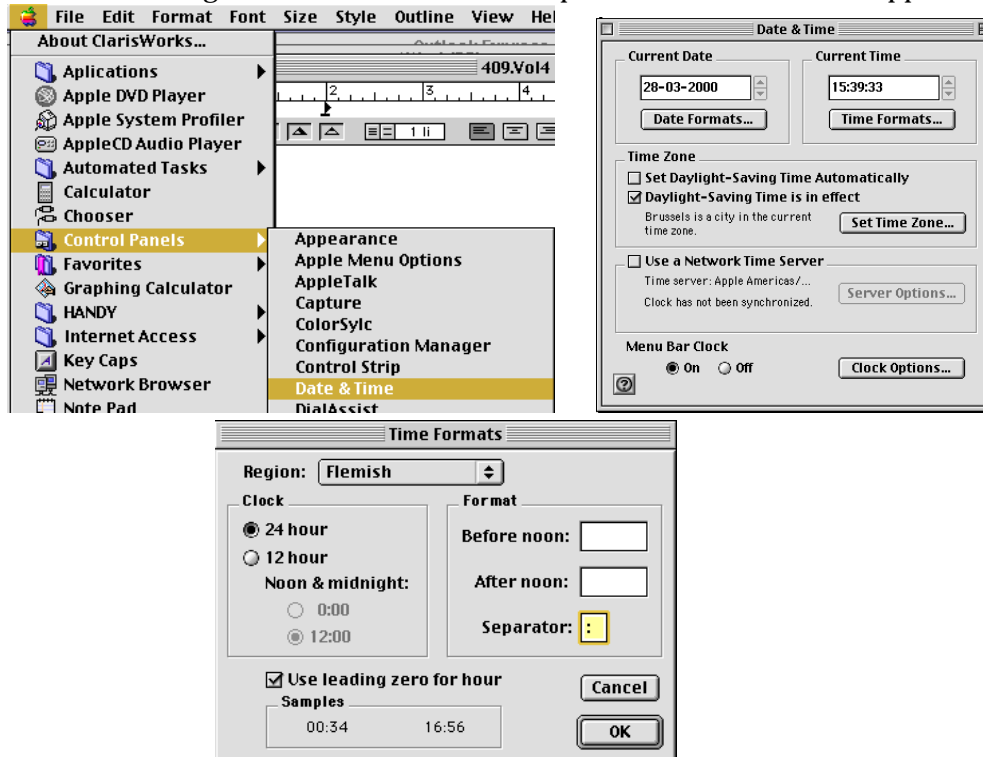 File Edit Format Font Size Style Outline View Hel
About ClarisWorks...
Aplications
Apple DVD Player
Apple System Profiler
AppleCD Audio Player
Automated Tasks
Calculator
Chooser
Control Panels
Favorites
Graphing Calculator
HANDY
Internet Access
Key Caps
Network Browser
Note Pad
409.Vol4
2 3 4
1 li
Appearance
Apple Menu Options
AppleTalk
Capture
ColorSylc
Configuration Manager
Control Strip
Date & Time
DialAssist
Date & Time
Current Date
28-03-2000
Date Formats...
Current Time
15:39:33
Time Formats...
Time Zone
Set Daylight-Saving Time Automatically
Daylight-Saving Time is in effect
Brussels is a city in the current
time zone.
Set Time Zone...
Use a Network Time Server
Time server: Apple Americas/...
Clock has not been synchronized.
Server Options...
Menu Bar Clock
On Off
Clock Options...
?
Time Formats
Region: Flemish
Clock
24 hour
12 hour
Noon & midnight:
0:00
12:00
Format
Before noon:
After noon:
Separator: :
Use leading zero for hour
Samples
00:34 16:56
Cancel
OK